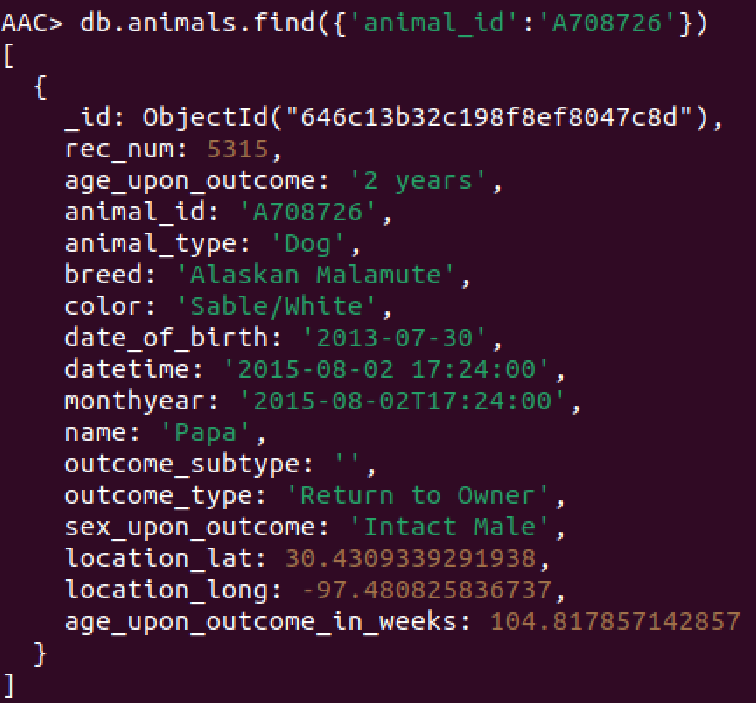 AAC> db.animals.find({'animal_id':'A708726'})
[
  {
    _id: ObjectId("646c13b32c198f8ef8047c8d"),
    rec_num: 5315,
    age_upon_outcome: '2 years',
    animal_id: 'A708726',
    animal_type: 'Dog',
    breed: 'Alaskan Malamute',
    color: 'Sable/White',
    date_of_birth: '2013-07-30',
    datetime: '2015-08-02 17:24:00',
    monthyear: '2015-08-02T17:24:00',
    name: 'Papa',
    outcome_subtype: '',
    outcome_type: 'Return to Owner',
    sex_upon_outcome: 'Intact Male',
    location_lat: 30.4309339291938,
    location_long: -97.480825836737,
    age_upon_outcome_in_weeks: 104.817857142857
  }
]